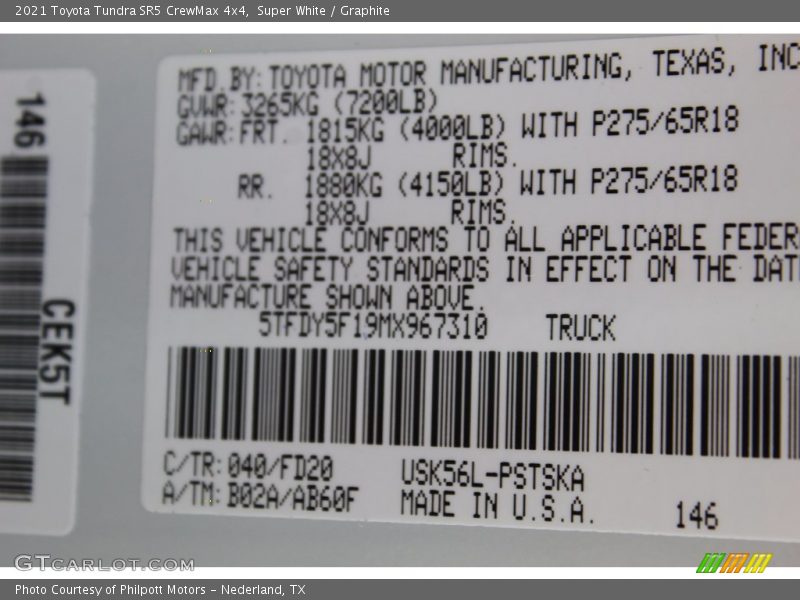 2021 Toyota Tundra SR5 CrewMax 4x4, Super White / Graphite
146
CEK5T
MFD. BY: TOYOTA MOTOR MANUFACTURING, TEXAS, INC
GVWR: 3265KG (7200LB)
GAWR: FRT. 1815KG (4000LB) WITH P275/65R18
18X8J RIMS.
RR. 1880KG (4150LB) WITH P275/65R18
18X8J RIMS.
THIS VEHICLE CONFORMS TO ALL APPLICABLE FEDER
VEHICLE SAFETY STANDARDS IN EFFECT ON THE DAT
MANUFACTURE SHOWN ABOVE.
5TFDY5F19MX967310 TRUCK
C/TR: 040/FD20 USK56L-PSTSKA
A/TM: B02A/AB60F MADE IN U.S.A. 146
GTCARLOT.COM
Photo Courtesy of Philpott Motors - Nederland, TX